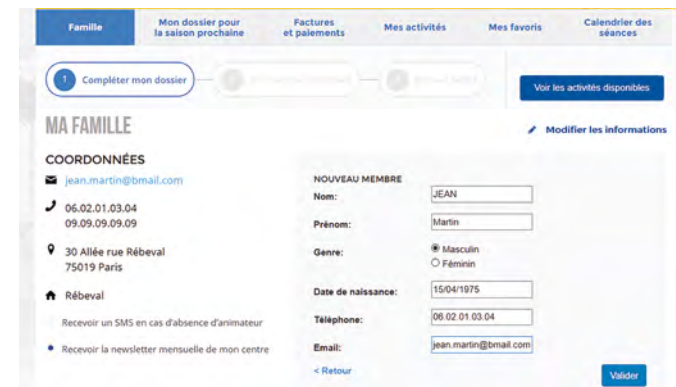 Famille
Mon dossier pour
la saison prochaine
Factures
et paiements
Mes activités
Mes favoris
Calendrier des
séances
1 Compléter mon dossier
Voir les activités disponibles
MA FAMILLE
Modifier les informations
COORDONNÉES
jean.martin@bmail.com
06.02.01.03.04
09.09.09.09.09
30 Allée rue Rébeval
75019 Paris
Rébeval
Recevoir un SMS en cas d'absence d'animateur
Recevoir la newsletter mensuelle de mon centre
NOUVEAU MEMBRE
Nom: JEAN
Prénom: Martin
Genre: Masculin
Féminin
Date de naissance: 15/04/1975
Téléphone: 06.02.01.03.04
Email: jean.martin@bmail.com
< Retour
Valider